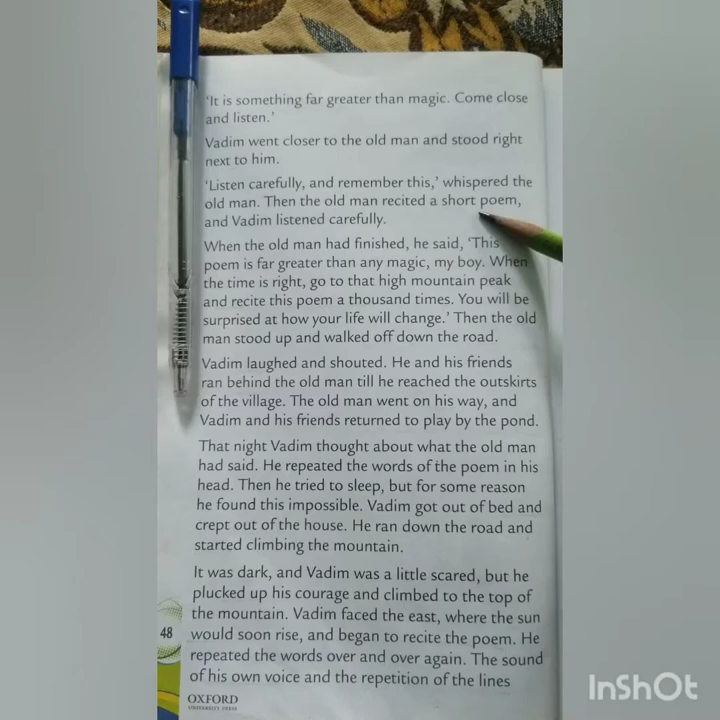 ‘It is something far greater than magic. Come close
and listen.’
Vadim went closer to the old man and stood right
next to him.
‘Listen carefully, and remember this,’ whispered the
old man. Then the old man recited a short poem,
and Vadim listened carefully.
When the old man had finished, he said, ‘This
poem is far greater than any magic, my boy. When
the time is right, go to that high mountain peak
and recite this poem a thousand times. You will be
surprised at how your life will change.’ Then the old
man stood up and walked off down the road.
Vadim laughed and shouted. He and his friends
ran behind the old man till he reached the outskirts
of the village. The old man went on his way, and
Vadim and his friends returned to play by the pond.
That night Vadim thought about what the old man
had said. He repeated the words of the poem in his
head. Then he tried to sleep, but for some reason
he found this impossible. Vadim got out of bed and
crept out of the house. He ran down the road and
started climbing the mountain.
It was dark, and Vadim was a little scared, but he
plucked up his courage and climbed to the top of
the mountain. Vadim faced the east, where the sun
would soon rise, and began to recite the poem. He
repeated the words over and over again. The sound
of his own voice and the repetition of the lines
48
OXFORD
UNIVERSITY PRESS
InShOt